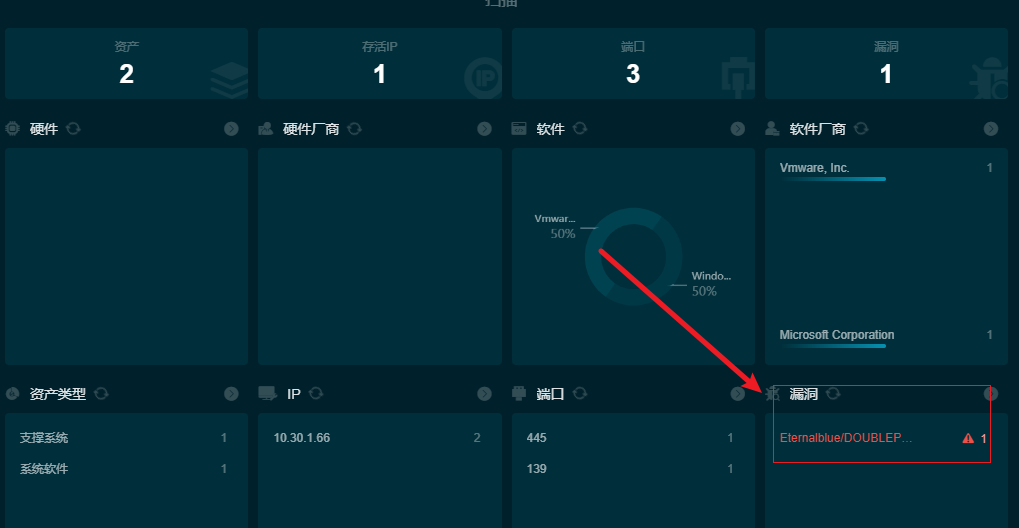 扫描
资产
2
存活IP
1
端口
3
漏洞
1
IP
硬件
硬件厂商
软件
软件厂商
Vmwar...
50%
Windo...
50%
Vmware, Inc. 1
Microsoft Corporation 1
资产类型
IP
端口
漏洞
支撑系统 1
系统软件 1
10.30.1.66 2
445 1
139 1
Eternalblue/DOUBLEP... 1